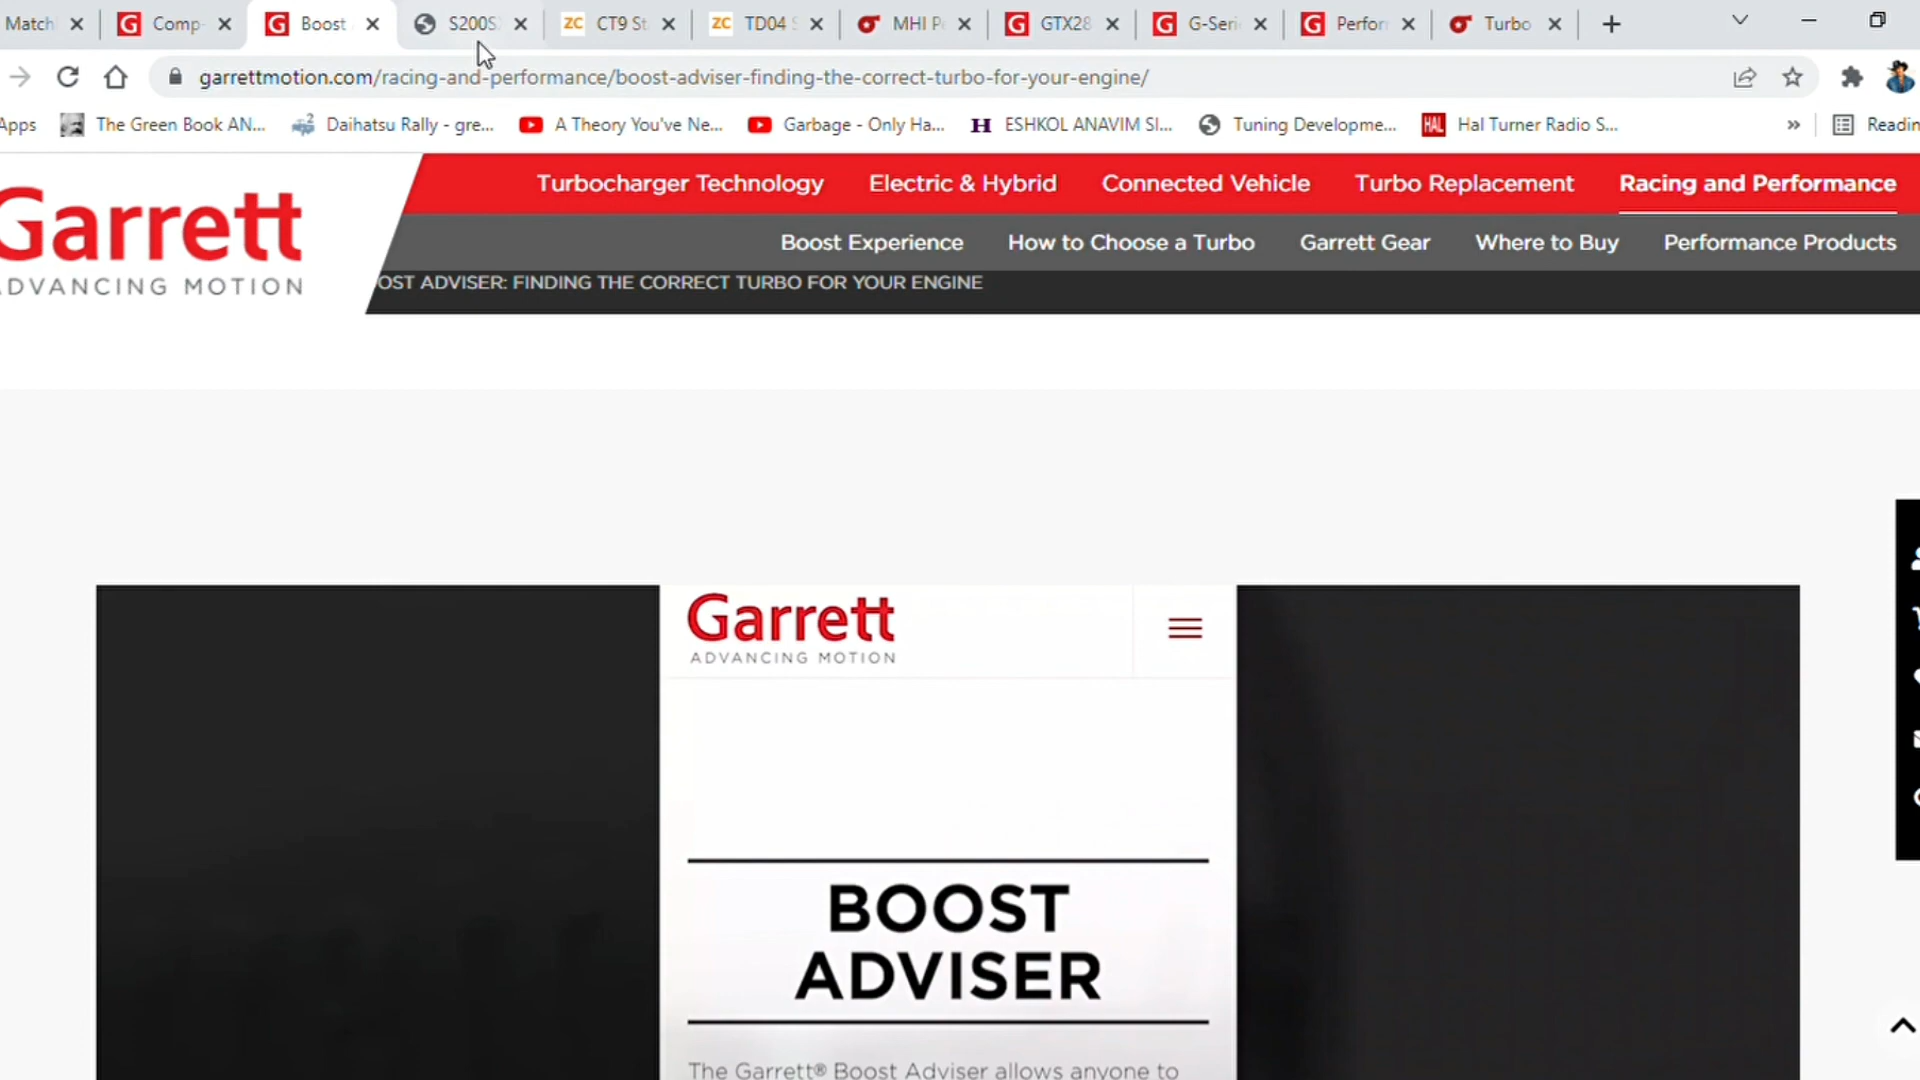 Match
Comp
Boost
S200S
CT9 St
TD04 S
MHI P
GTX28
G-Seri
Perfor
Turbo
garrettmotion.com/racing-and-performance/boost-adviser-finding-the-correct-turbo-for-your-engine/
Apps
The Green Book AN...
Daihatsu Rally - gre...
A Theory You've Ne...
Garbage - Only Ha...
ESHKOL ANAVIM SI...
Tuning Developme...
HAL
Hal Turner Radio S...
»
Readin
Turbocharger Technology
Electric & Hybrid
Connected Vehicle
Turbo Replacement
Racing and Performance
Garrett
ADVANCING MOTION
Boost Experience
How to Choose a Turbo
Garrett Gear
Where to Buy
Performance Products
OST ADVISER: FINDING THE CORRECT TURBO FOR YOUR ENGINE
Garrett
ADVANCING MOTION
BOOST
ADVISER
The Garrett® Boost Adviser allows anyone to